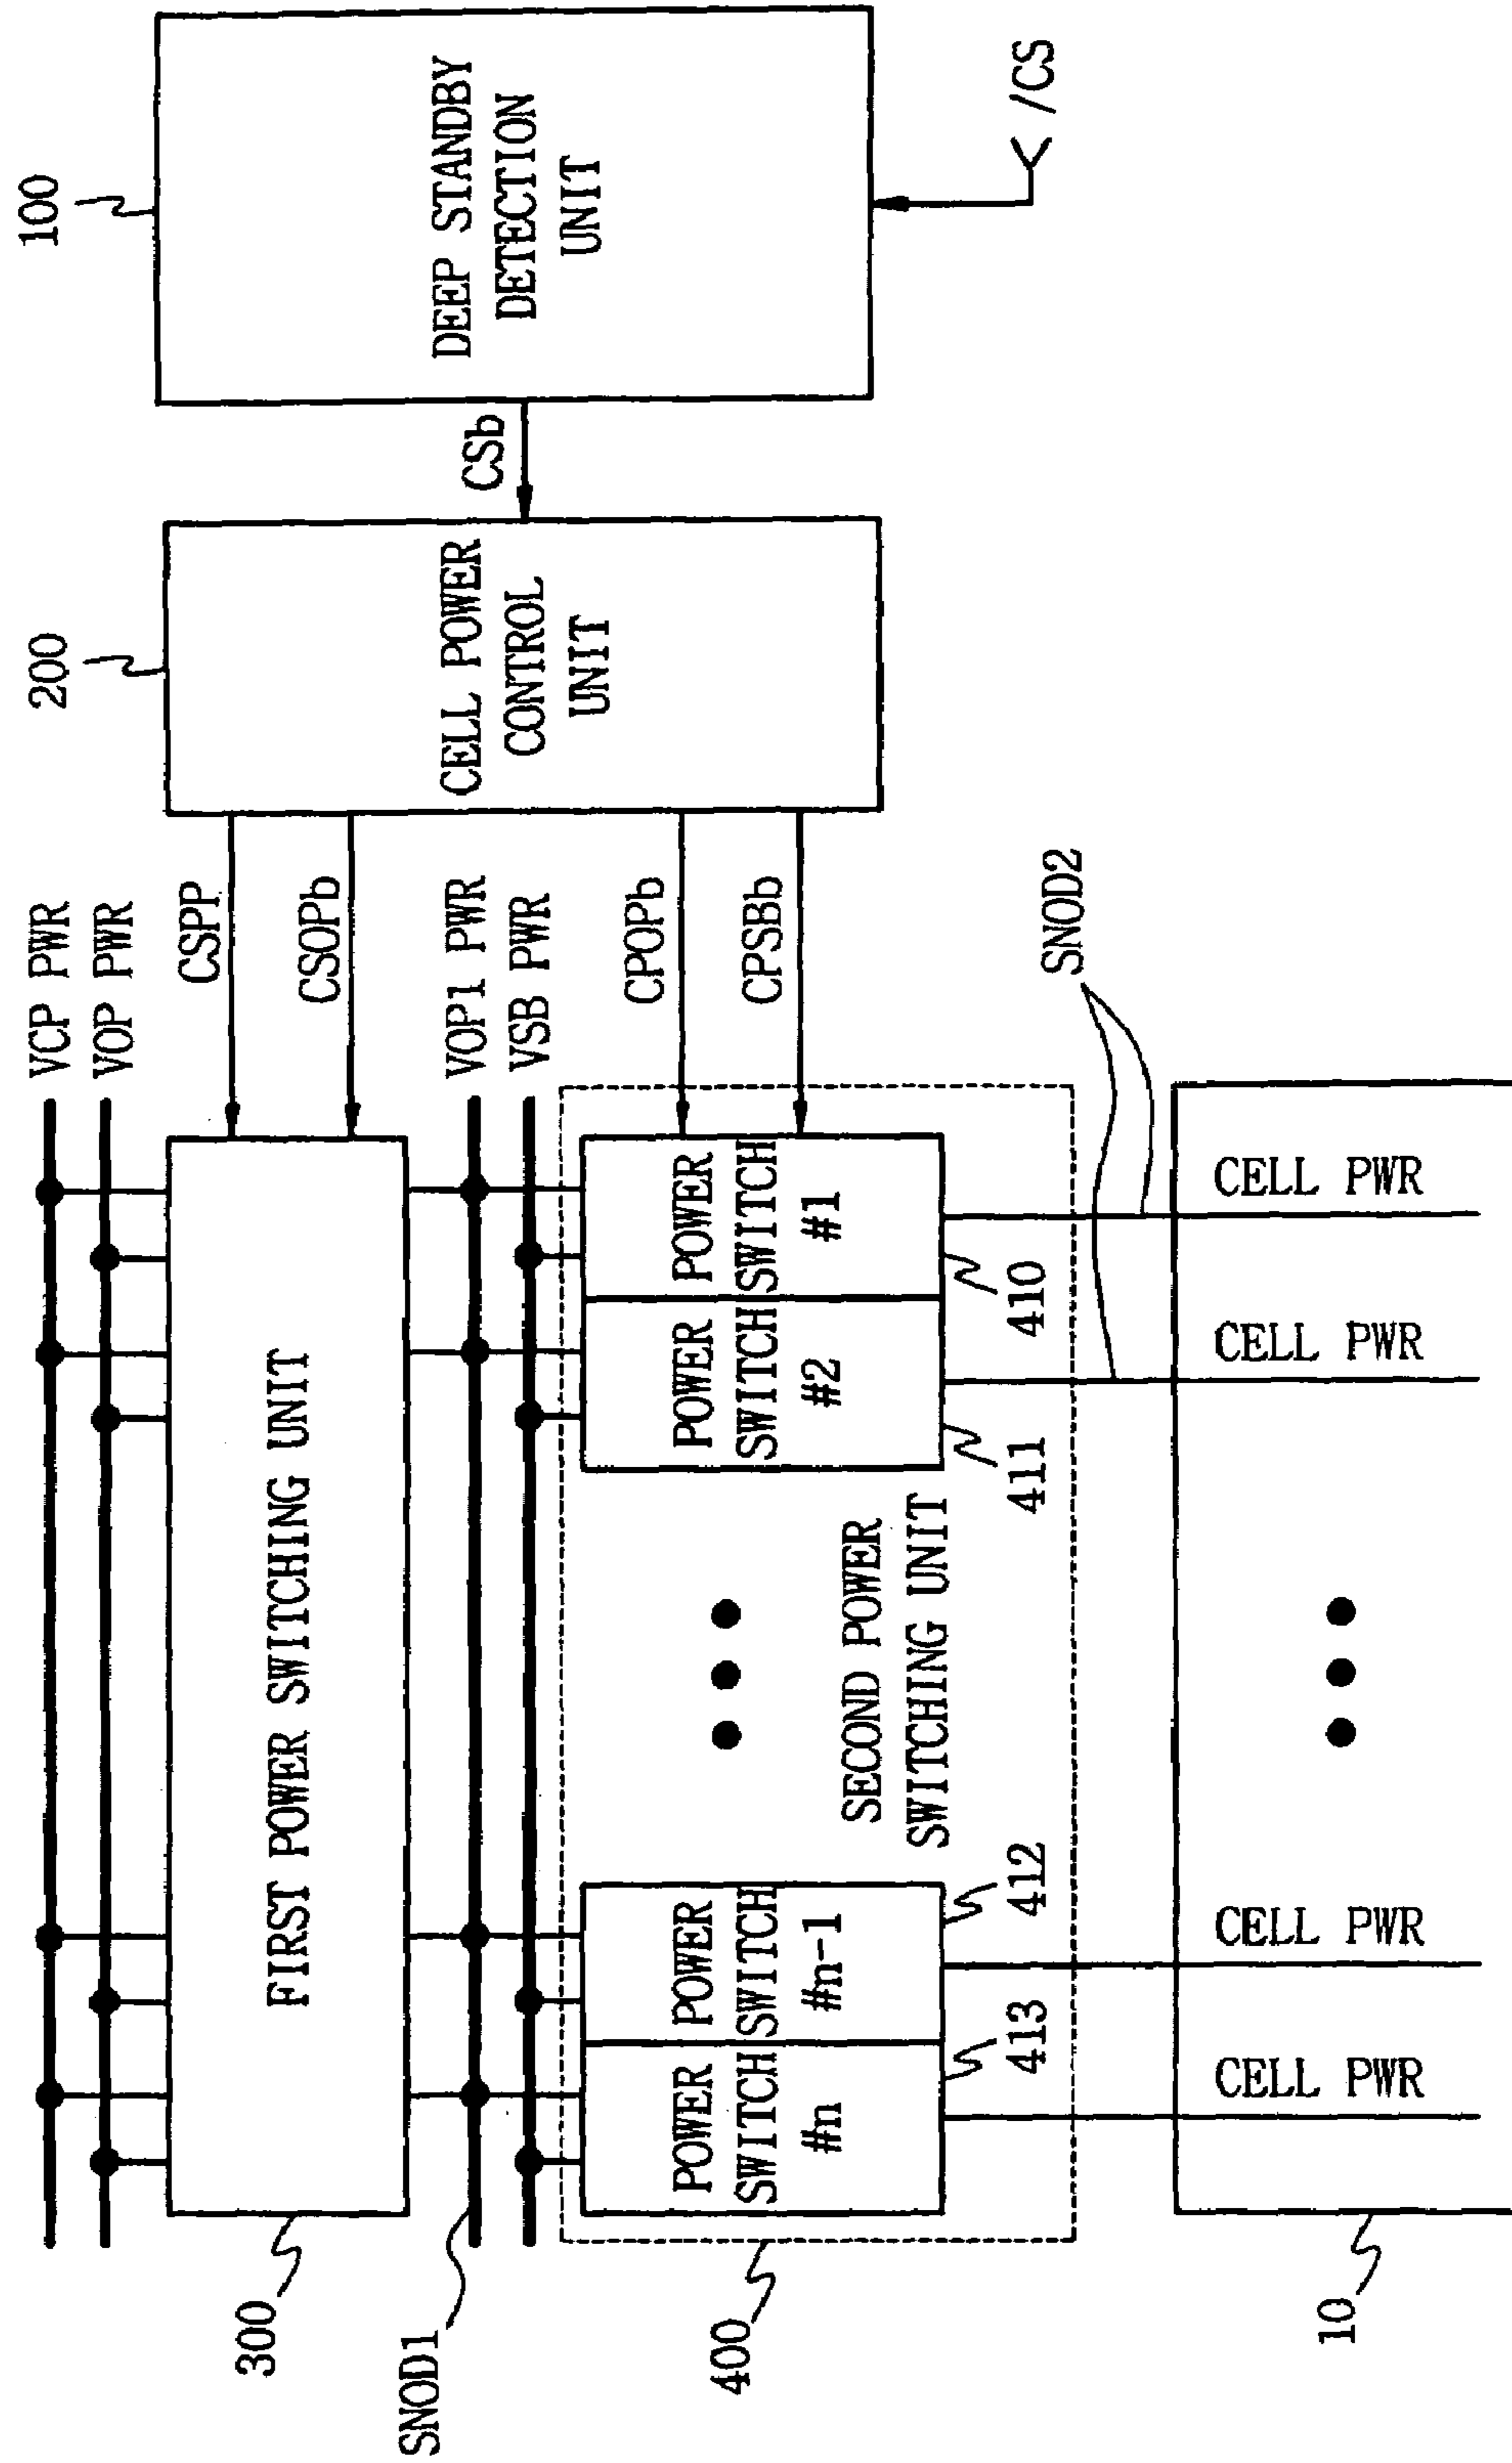 VCP PWR
VOP PWR
100
200
300
FIRST POWER SWITCHING UNIT
CSPP
CSOPb
CELL POWER
CONTROL
UNIT
CSb
DEEP STANDBY
DETECTION
UNIT
/CS
SNOD1
VOP1 PWR
VSB PWR
CPOPb
CPSBb
400
POWER
SWITCH
#n
POWER
SWITCH
#n-1
POWER
SWITCH
#2
POWER
SWITCH
#1
SECOND POWER
SWITCHING UNIT
413
412
411
410
SNOD2
10
CELL PWR
CELL PWR
CELL PWR
CELL PWR